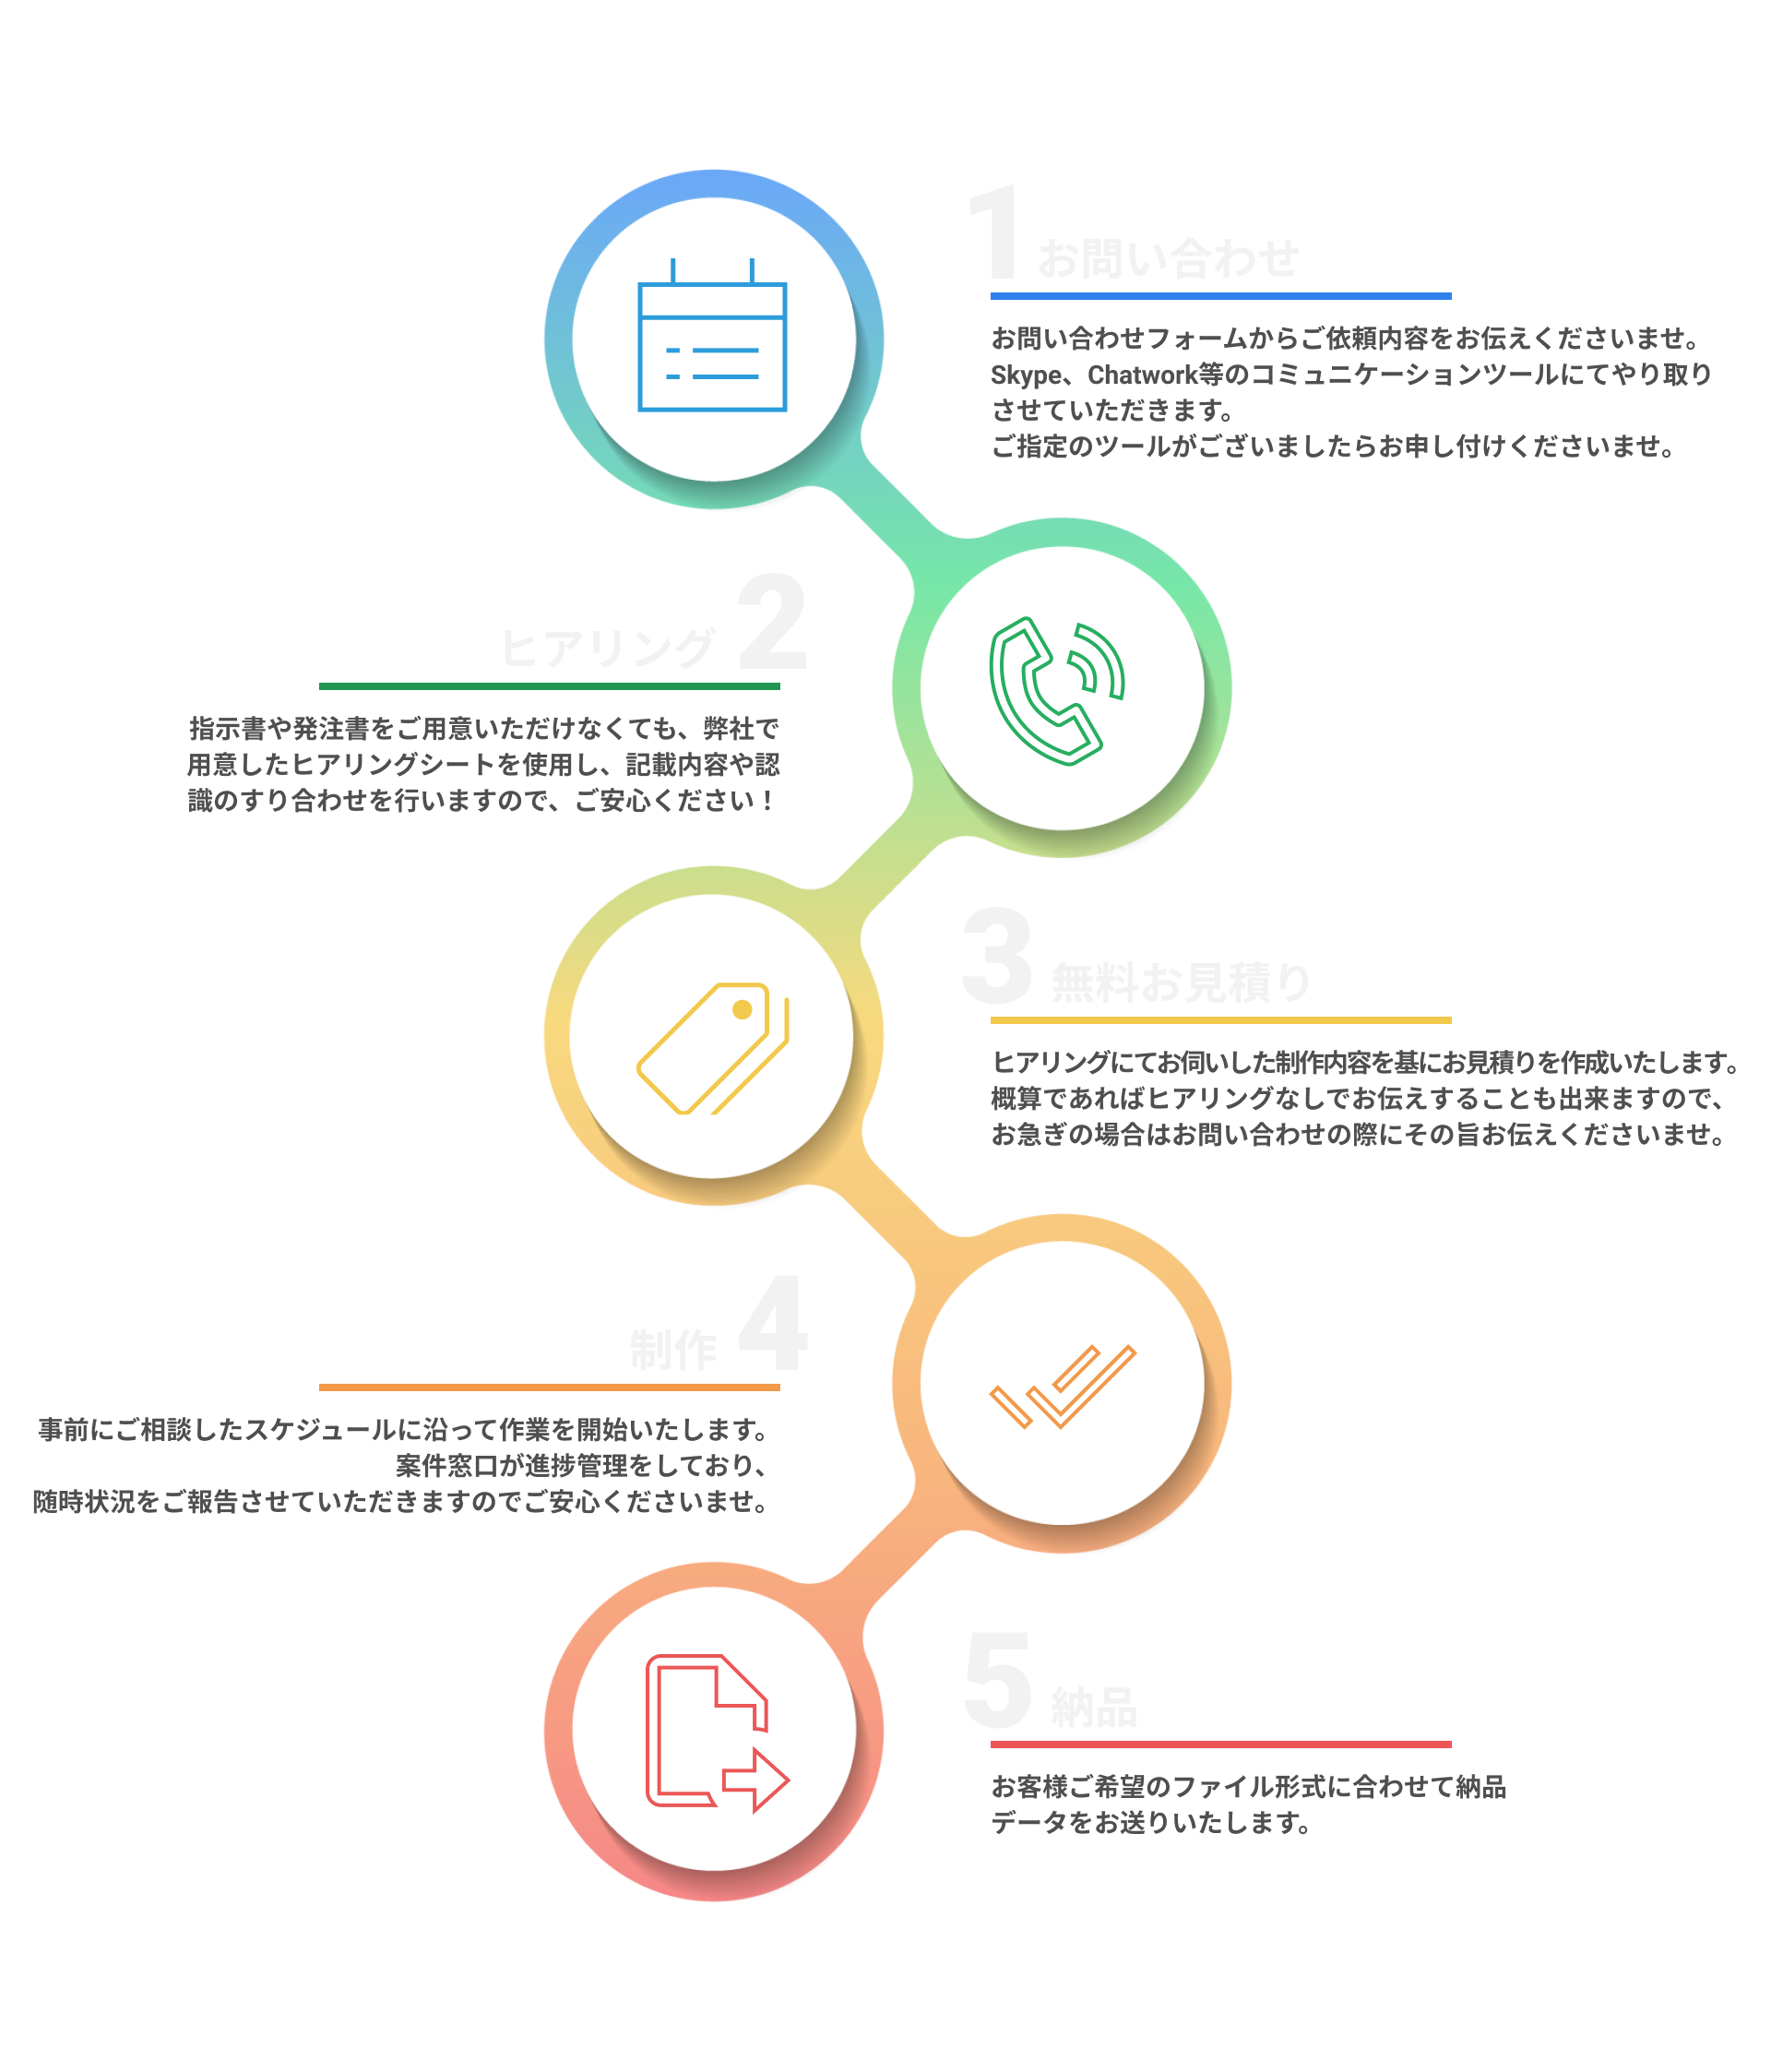 1 お問い合わせ
お問い合わせフォームからご依頼内容をお伝えくださいませ。
Skype、Chatwork等のコミュニケーションツールにてやり取り
させていただきます。
ご指定のツールがございましたらお申し付けくださいませ。
ヒアリング 2
指示書や発注書をご用意いただけなくても、弊社で
用意したヒアリングシートを使用し、記載内容や認
識のすり合わせを行いますので、ご安心ください！
3 無料お見積り
ヒアリングにてお伺いした制作内容を基にお見積りを作成いたします。
概算であればヒアリングなしでお伝えすることも出来ますので、
お急ぎの場合はお問い合わせの際にその旨お伝えくださいませ。
制作 4
事前にご相談したスケジュールに沿って作業を開始いたします。
案件窓口が進捗管理をしており、
随時状況をご報告させていただきますのでご安心くださいませ。
5 納品
お客様ご希望のファイル形式に合わせて納品
データをお送りいたします。